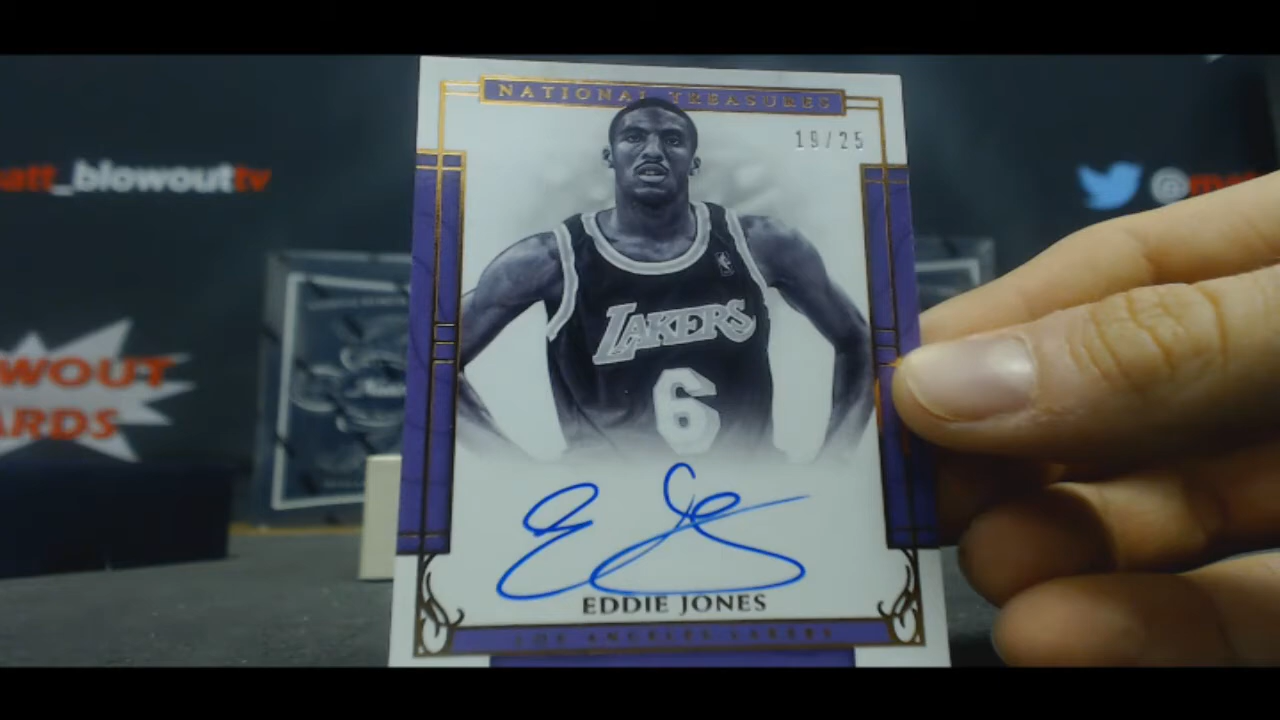 NATIONAL TREASURES
19/25
att_blowouttv
LAKERS
6
WOUT
ARDS
EDDIE JONES
LOS ANGELES LAKERS